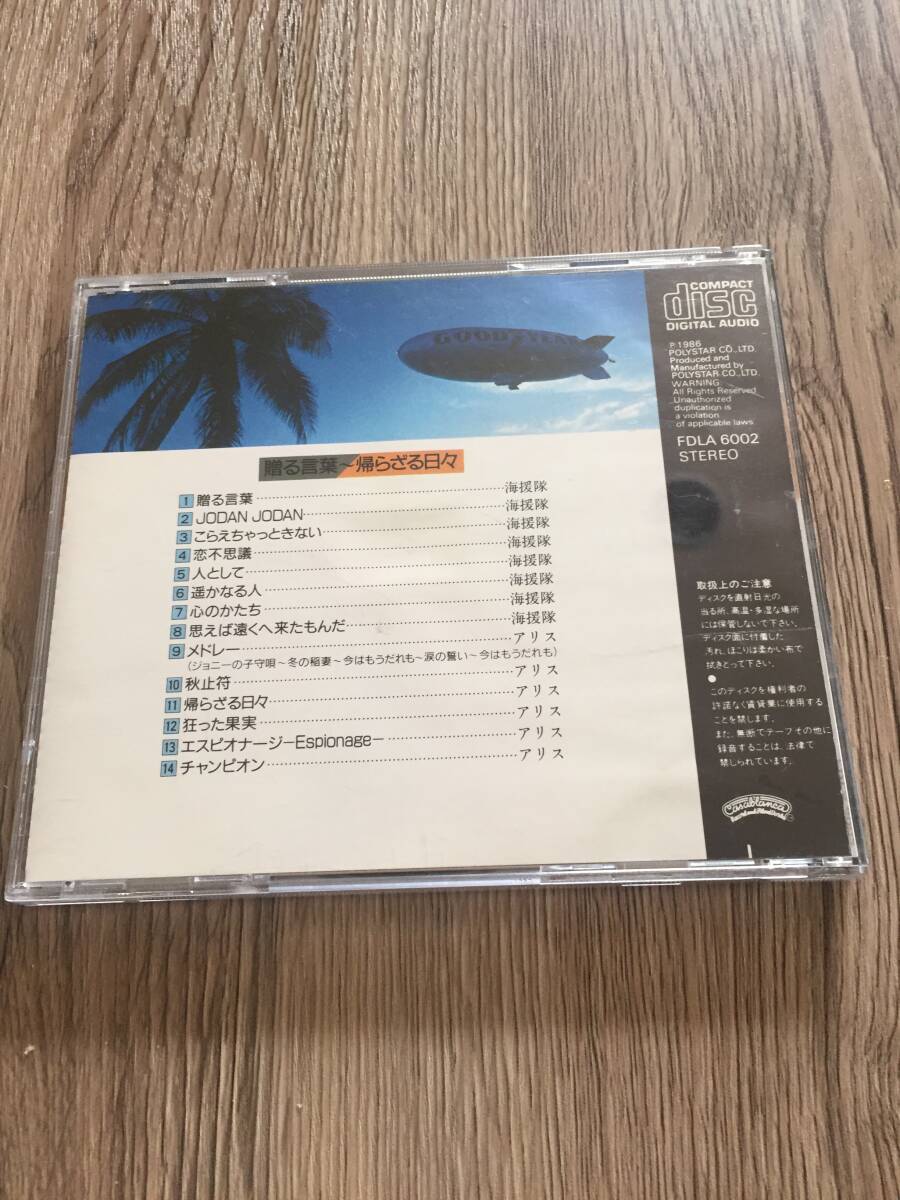 GOODYEAR
COMPACT
disc
DIGITAL AUDIO
℗1986
POLYSTAR CO., LTD.
Produced and
Manufactured by
POLYSTAR CO., LTD.
WARNING
All Rights Reserved
Unauthorized
duplication is
a violation
of applicable laws
FDLA 6002
STEREO
贈る言葉〜帰らざる日々
1 贈る言葉 海援隊
2 JODAN JODAN 海援隊
3 こらえちゃっときない 海援隊
4 恋不思議 海援隊
5 人として 海援隊
6 遥かなる人 海援隊
7 心のかたち 海援隊
8 思えば遠くへ来たもんだ 海援隊
9 メドレー アリス
(ジョニーの子守唄〜冬の稲妻〜今はもうだれも〜涙の誓い〜今はもうだれも)
10 秋止符 アリス
11 帰らざる日々 アリス
12 狂った果実 アリス
13 エスピオナージ−Espionage− アリス
14 チャンピオン アリス
取扱上のご注意
ディスクを直射日光の
当る所、高温・多湿な場所
には保管しないで下さい。
ディスク面に付着した
汚れ、ほこりは柔かい布で
拭きとって下さい。
●
このディスクを権利者の
許諾なく賃貸業に使用する
ことを禁じます。
また、無断でテープその他に
録音することは、法律で
禁じられています。
Casablanca
Record and FilmWorks